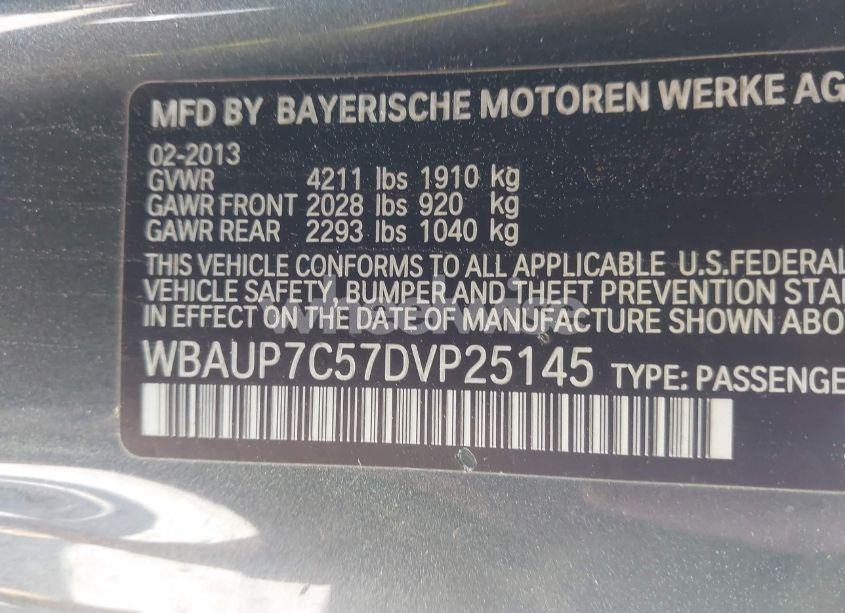 MFD BY BAYERISCHE MOTOREN WERKE AG
02-2013
GVWR 4211 lbs 1910 kg
GAWR FRONT 2028 lbs 920 kg
GAWR REAR 2293 lbs 1040 kg
THIS VEHICLE CONFORMS TO ALL APPLICABLE U.S.FEDERAL
VEHICLE SAFETY, BUMPER AND THEFT PREVENTION STA
IN EFFECT ON THE DATE OF MANUFACTURE SHOWN ABO
WBAUP7C57DVP25145 TYPE: PASSENGE